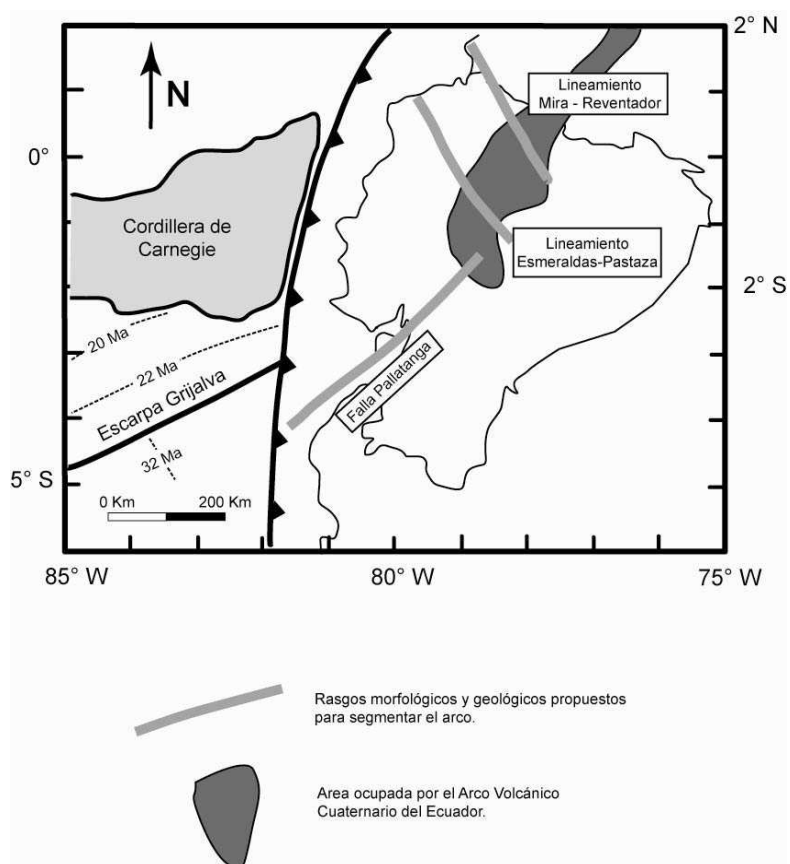 2° N
N
Lineamiento
Mira - Reventador
0°
Cordillera de
Carnegie
Lineamiento
Esmeraldas-Pastaza
2° S
20 Ma
22 Ma
Escarpa Grijalva
Falla Pallatanga
32 Ma
5° S
0 Km 200 Km
85° W 80° W 75° W
Rasgos morfológicos y geológicos propuestos
para segmentar el arco.
Area ocupada por el Arco Volcánico
Cuaternario del Ecuador.